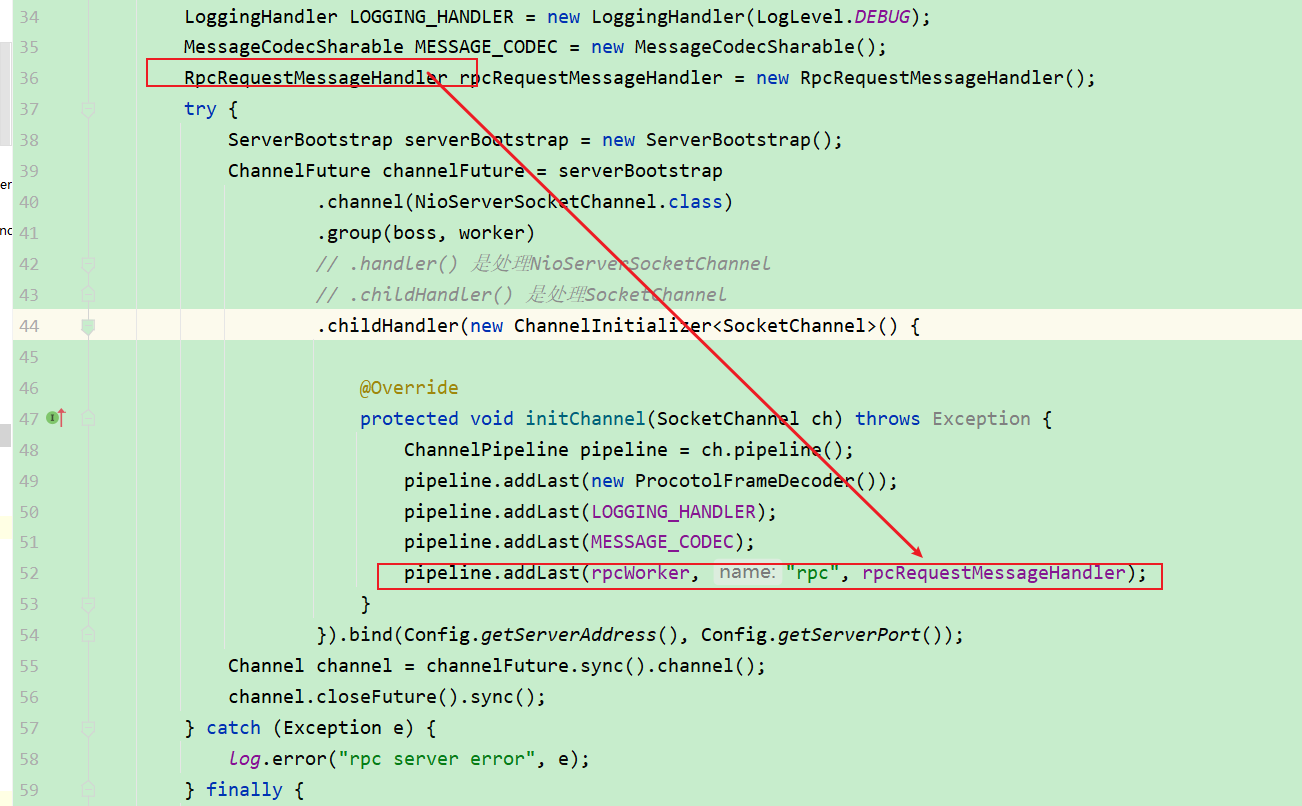 34 LoggingHandler LOGGING_HANDLER = new LoggingHandler(LogLevel.DEBUG);
35 MessageCodecSharable MESSAGE_CODEC = new MessageCodecSharable();
36 RpcRequestMessageHandler rpcRequestMessageHandler = new RpcRequestMessageHandler();
37 try {
38 ServerBootstrap serverBootstrap = new ServerBootstrap();
39 ChannelFuture channelFuture = serverBootstrap
40 .channel(NioServerSocketChannel.class)
41 .group(boss, worker)
42 // .handler() 是处理NioServerSocketChannel
43 // .childHandler() 是处理SocketChannel
44 .childHandler(new ChannelInitializer<SocketChannel>() {
45
46 @Override
47 protected void initChannel(SocketChannel ch) throws Exception {
48 ChannelPipeline pipeline = ch.pipeline();
49 pipeline.addLast(new ProcotolFrameDecoder());
50 pipeline.addLast(LOGGING_HANDLER);
51 pipeline.addLast(MESSAGE_CODEC);
52 pipeline.addLast(rpcWorker, name: "rpc", rpcRequestMessageHandler);
53 }
54 }).bind(Config.getServerAddress(), Config.getServerPort());
55 Channel channel = channelFuture.sync().channel();
56 channel.closeFuture().sync();
57 } catch (Exception e) {
58 log.error("rpc server error", e);
59 } finally {